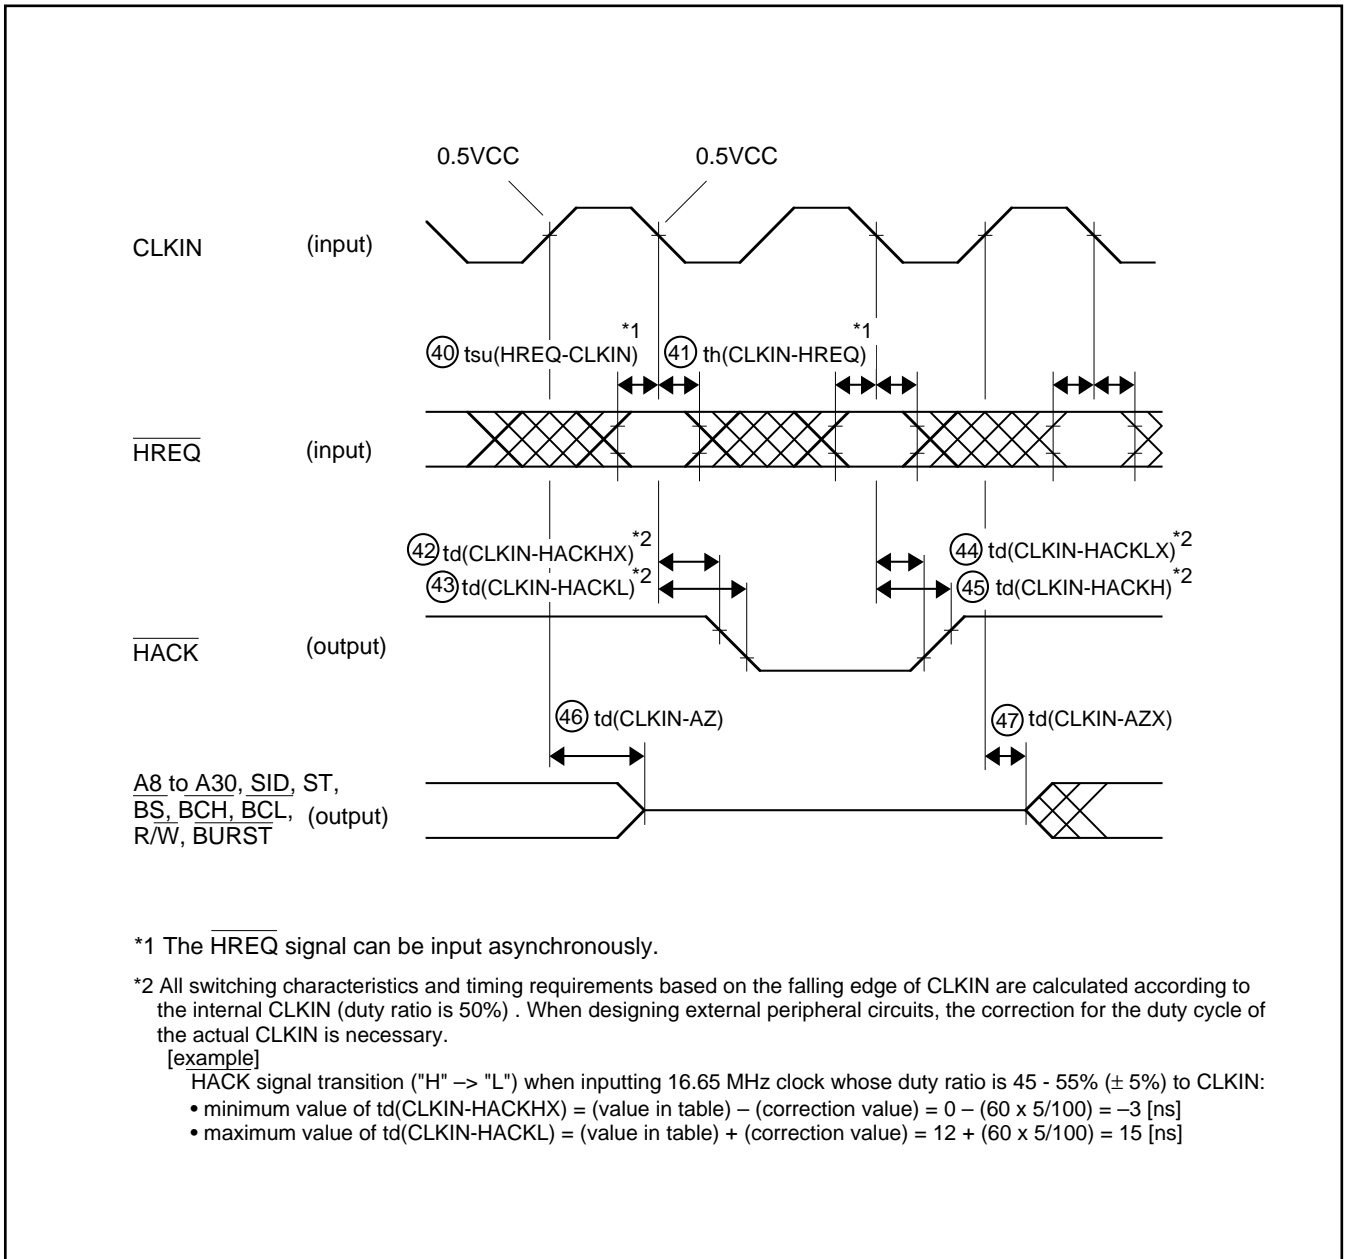 0.5VCC 0.5VCC
CLKIN (input)
40 tsu(HREQ-CLKIN)*1 41 th(CLKIN-HREQ)*1
HREQ (input)
42 td(CLKIN-HACKHX)*2 44 td(CLKIN-HACKLX)*2
43 td(CLKIN-HACKL)*2 45 td(CLKIN-HACKH)*2
HACK (output)
46 td(CLKIN-AZ) 47 td(CLKIN-AZX)
A8 to A30, SID, ST,
BS, BCH, BCL, (output)
R/W, BURST
*1 The HREQ signal can be input asynchronously.
*2 All switching characteristics and timing requirements based on the falling edge of CLKIN are calculated according to
the internal CLKIN (duty ratio is 50%) . When designing external peripheral circuits, the correction for the duty cycle of
the actual CLKIN is necessary.
[example]
HACK signal transition ("H" –> "L") when inputting 16.65 MHz clock whose duty ratio is 45 - 55% (± 5%) to CLKIN:
• minimum value of td(CLKIN-HACKHX) = (value in table) – (correction value) = 0 – (60 x 5/100) = –3 [ns]
• maximum value of td(CLKIN-HACKL) = (value in table) + (correction value) = 12 + (60 x 5/100) = 15 [ns]